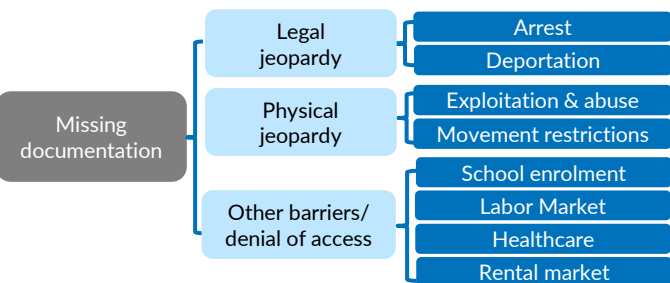 Missing
documentation
Legal
jeopardy
Arrest
Deportation
Physical
jeopardy
Exploitation & abuse
Movement restrictions
Other barriers/
denial of access
School enrolment
Labor Market
Healthcare
Rental market